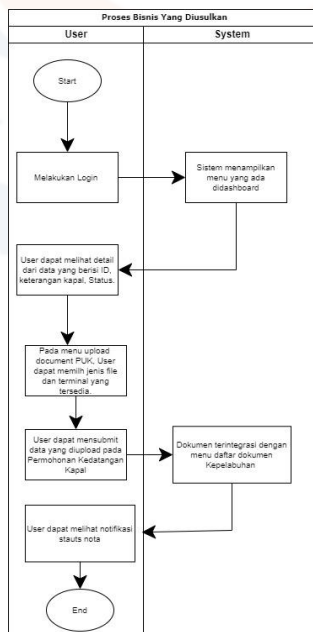 Proses Bisnis Yang Diusulkan
User
System
Start
Melakukan Login
Sistem menampilkan
menu yang ada
didashboard
User dapat melihat detail
dari data yang berisi ID,
keterangan kapal, Status.
Pada menu upload
document PUK, User
dapat memilh jenis file
dan terminal yang
tersedia.
User dapat mensubmit
data yang diupload pada
Permohonan Kedatangan
Kapal
Dokumen terintegrasi dengan
menu daftar dokumen
Kepelabuhan
User dapat melihat notifikasi
stauts nota
End